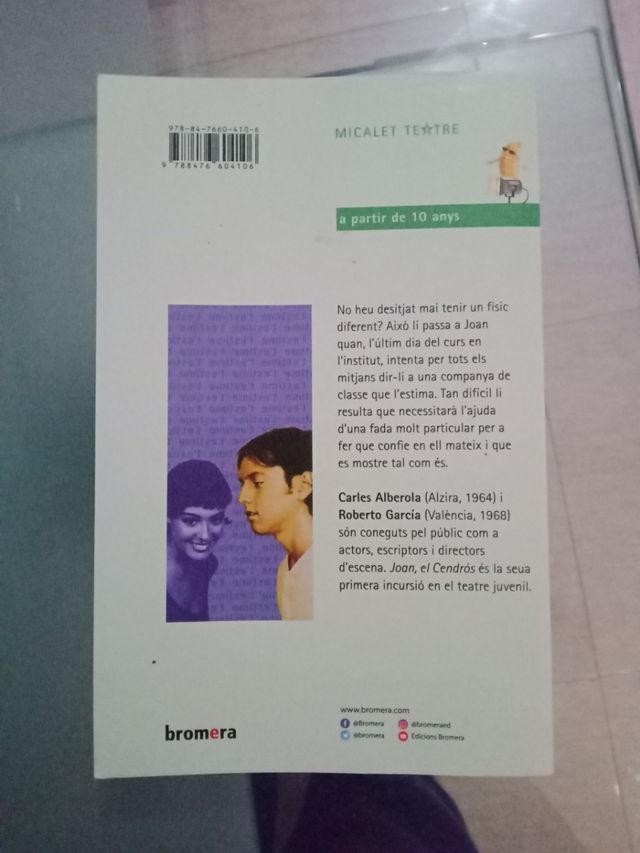 978-84-7660-410-6
9 788476 604106
MICALET TE☆TRE
a partir de 10 anys
No heu desitjat mai tenir un físic
diferent? Això li passa a Joan
quan, l'últim dia del curs en
l'institut, intenta per tots els
mitjans dir-li a una companya de
classe que l'estima. Tan difícil li
resulta que necessitarà l'ajuda
d'una fada molt particular per a
fer que confie en ell mateix i que
es mostre tal com és.
Carles Alberola (Alzira, 1964) i
Roberto García (València, 1968)
són coneguts pel públic com a
actors, escriptors i directors
d'escena. Joan, el Cendrós és la seua
primera incursió en el teatre juvenil.
www.bromera.com
@Bromera
@bromeraed
@bromera
Edicions Bromera
bromera